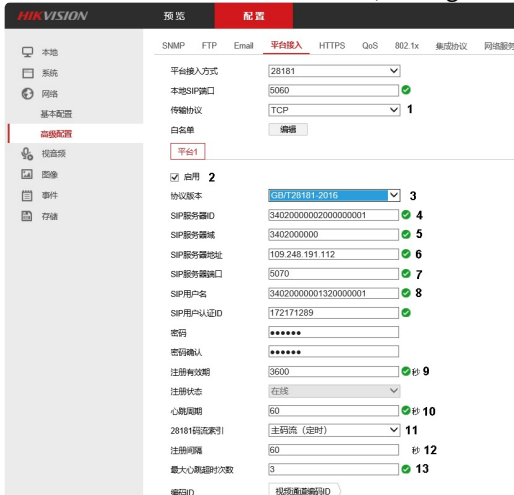 HIKVISION 预览 配置
本地
系统
网络
基本配置
高级配置
视音频
图像
事件
存储
SNMP FTP Email 平台接入 HTTPS QoS 802.1x 集成协议 网络服务
平台接入方式 28181
本地SIP端口 5060
传输协议 TCP 1
白名单 编辑
平台1
启用 2
协议版本 GB/T28181-2016 3
SIP服务器ID 34020000002000000001 4
SIP服务器域 3402000000 5
SIP服务器地址 109.248.191.112 6
SIP服务器端口 5070 7
SIP用户名 34020000001320000001 8
SIP用户认证ID 172171289
密码 ●●●●●●
密码确认 ●●●●●●
注册有效期 3600 秒 9
注册状态 在线
心跳周期 60 秒 10
28181码流索引 主码流（定时） 11
注册间隔 60 秒 12
最大心跳超时次数 3 13
编码ID 视频通道编码ID